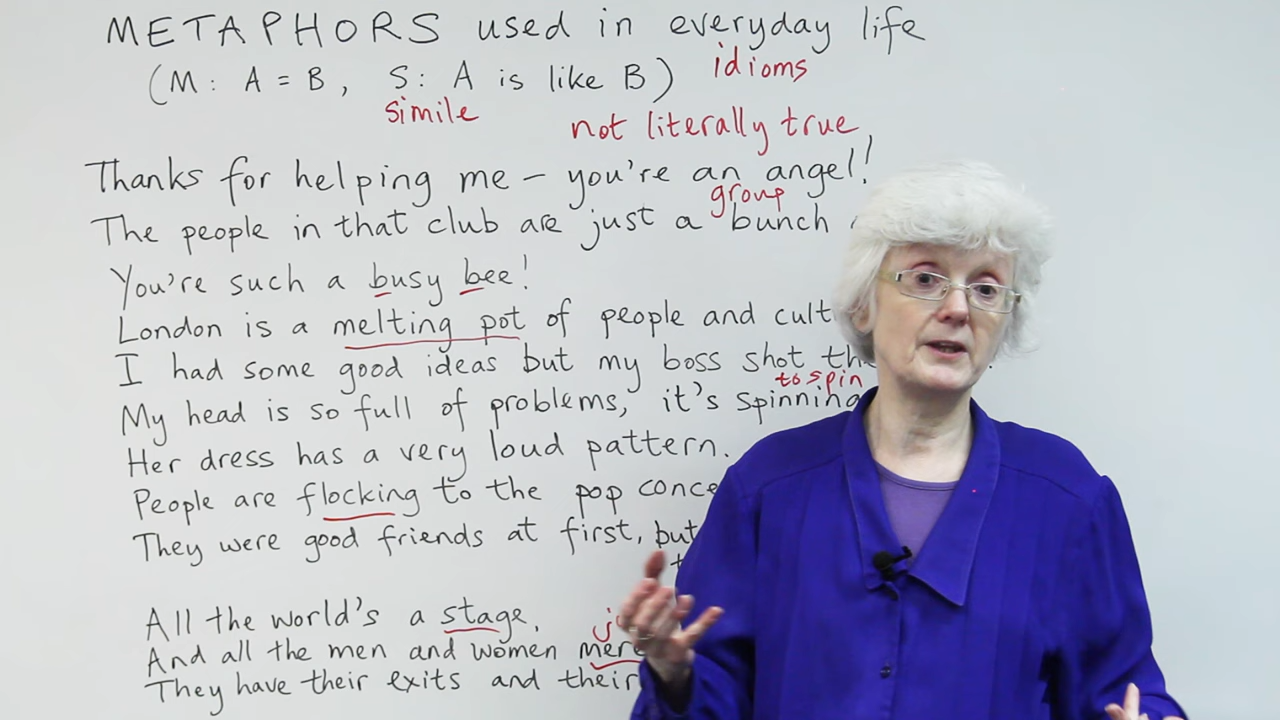 METAPHORS used in everyday life
(M: A = B, S: A is like B) idioms
simile
not literally true
Thanks for helping me – you're an angel!
group
The people in that club are just a bunch
You're such a busy bee!
London is a melting pot of people and cult
I had some good ideas but my boss shot
to spin
My head is so full of problems, it's spinning
Her dress has a very loud pattern.
People are flocking to the pop conce
They were good friends at first, but
All the world's a stage,
And all the men and women mere
They have their exits and their